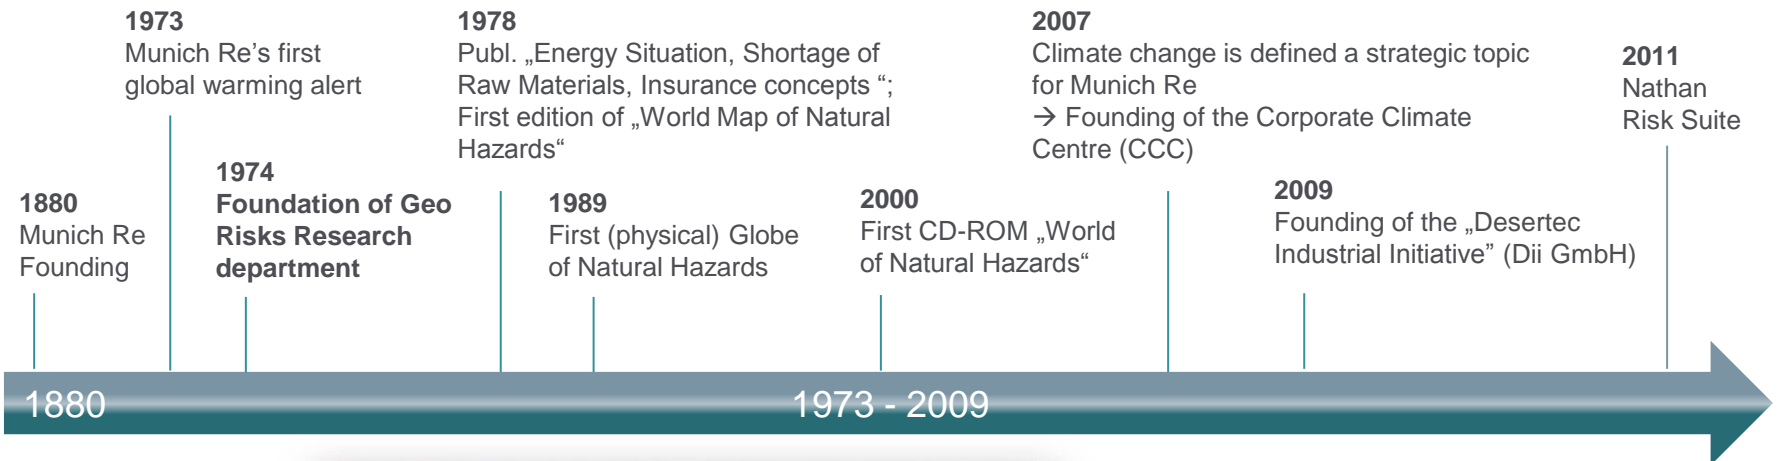 1973
Munich Re’s first
global warming alert
1978
Publ. „Energy Situation, Shortage of
Raw Materials, Insurance concepts “;
First edition of „World Map of Natural
Hazards“
2007
Climate change is defined a strategic topic
for Munich Re
→ Founding of the Corporate Climate
Centre (CCC)
2011
Nathan
Risk Suite
1880
Munich Re
Founding
1974
Foundation of Geo
Risks Research
department
1989
First (physical) Globe
of Natural Hazards
2000
First CD-ROM „World
of Natural Hazards“
2009
Founding of the „Desertec
Industrial Initiative” (Dii GmbH)
1880
1973 - 2009